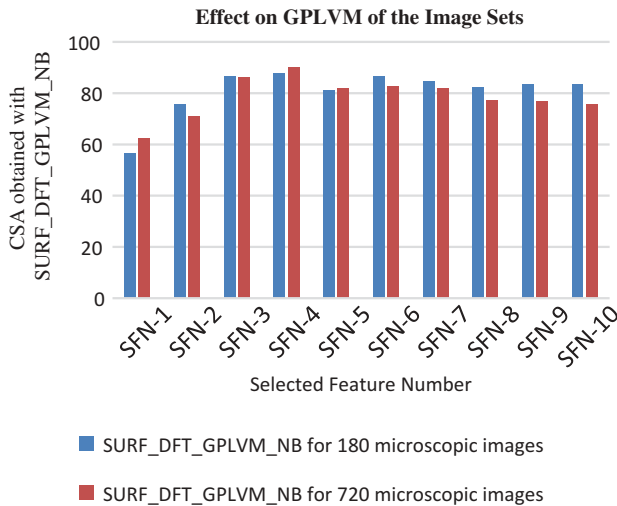 Effect on GPLVM of the Image Sets
CSA obtained with
SURF_DFT_GPLVM_NB
100
80
60
40
20
0
SFN-1
SFN-2
SFN-3
SFN-4
SFN-5
SFN-6
SFN-7
SFN-8
SFN-9
SFN-10
Selected Feature Number
SURF_DFT_GPLVM_NB for 180 microscopic images
SURF_DFT_GPLVM_NB for 720 microscopic images